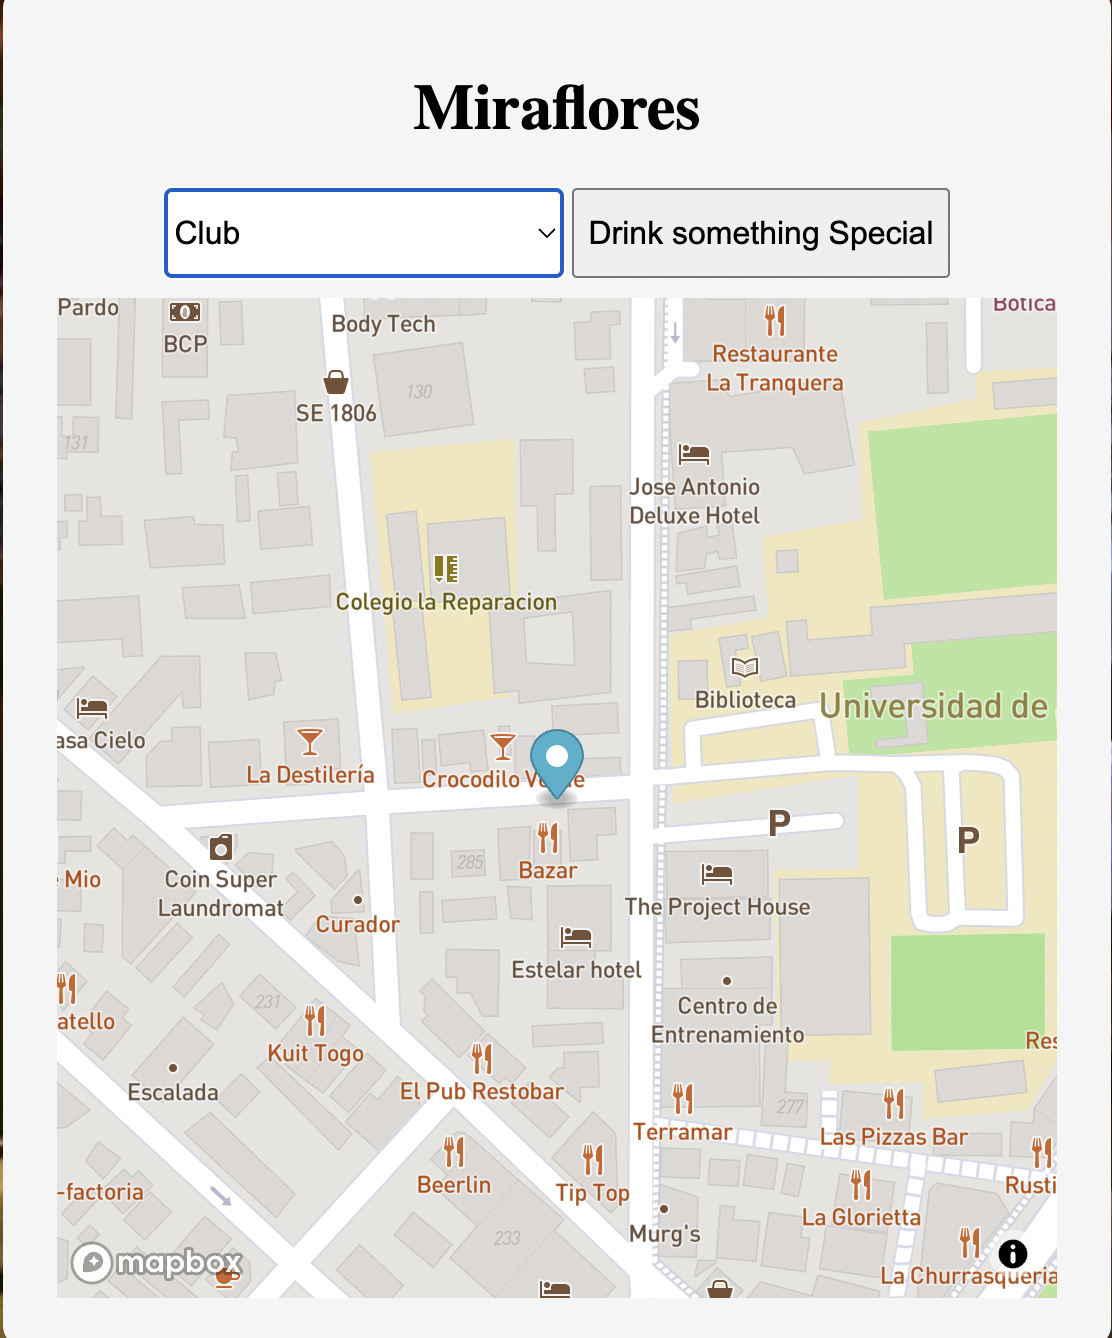 Miraflores
Club
Drink something Special
Pardo
BCP
Body Tech
Restaurante
La Tranquera
Botica
130
SE 1806
131
Jose Antonio
Deluxe Hotel
Colegio la Reparacion
Biblioteca
Universidad de
asa Cielo
La Destilería
Crocodilo Ve de
P
P
285
Bazar
Mio
Coin Super
Laundromat
Curador
The Project House
Estelar hotel
231
atello
Kuit Togo
Centro de
Entrenamiento
Res
Escalada
El Pub Restobar
277
Terramar
Las Pizzas Bar
-factoria
Beerlin
Tip Top
Rusti
La Glorietta
233
Murg's
mapbox
i
La Churrasqueria